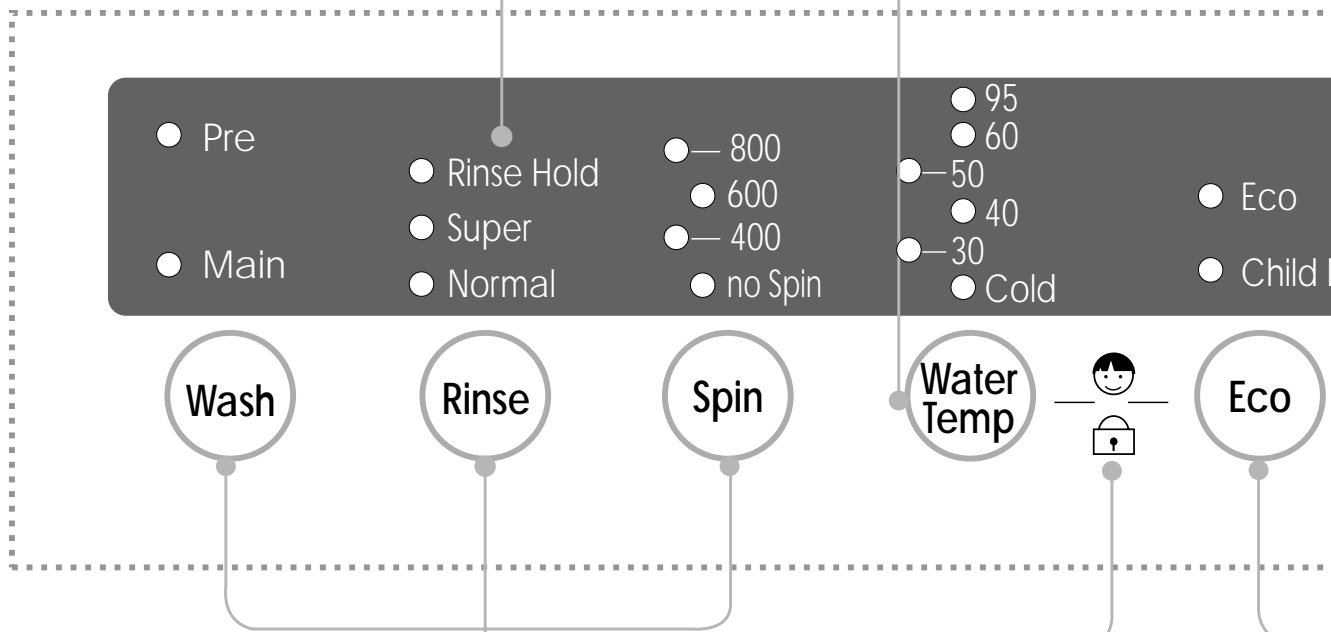 Pre
Main
Rinse Hold
Super
Normal
800
600
400
no Spin
95
60
50
40
30
Cold
Eco
Child
Wash
Rinse
Spin
Water
Temp
Eco